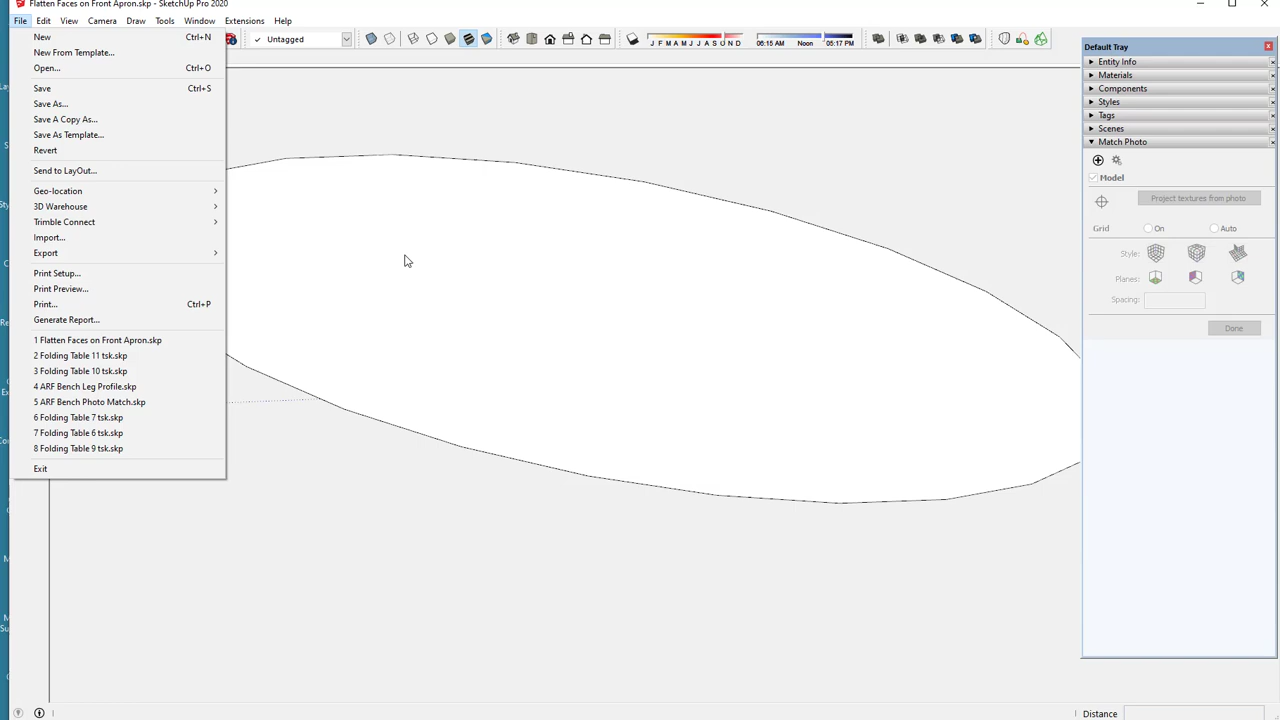 Flatten Faces on Front Apron.skp - SketchUp Pro 2020
File Edit View Camera Draw Tools Window Extensions Help
Untagged
J F M A M J J A S O N D
06:15 AM Noon 05:17 PM
New Ctrl+N
New From Template...
Open... Ctrl+O
Save Ctrl+S
Save As...
Save A Copy As...
Save As Template...
Revert
Send to LayOut...
Geo-location
3D Warehouse
Trimble Connect
Import...
Export
Print Setup...
Print Preview...
Print... Ctrl+P
Generate Report...
1 Flatten Faces on Front Apron.skp
2 Folding Table 11 tsk.skp
3 Folding Table 10 tsk.skp
4 ARF Bench Leg Profile.skp
5 ARF Bench Photo Match.skp
6 Folding Table 7 tsk.skp
7 Folding Table 6 tsk.skp
8 Folding Table 9 tsk.skp
Exit
Default Tray
Entity Info
Materials
Components
Styles
Tags
Scenes
Match Photo
Model
Project textures from photo
Grid On Auto
Style:
Planes:
Spacing:
Done
Distance